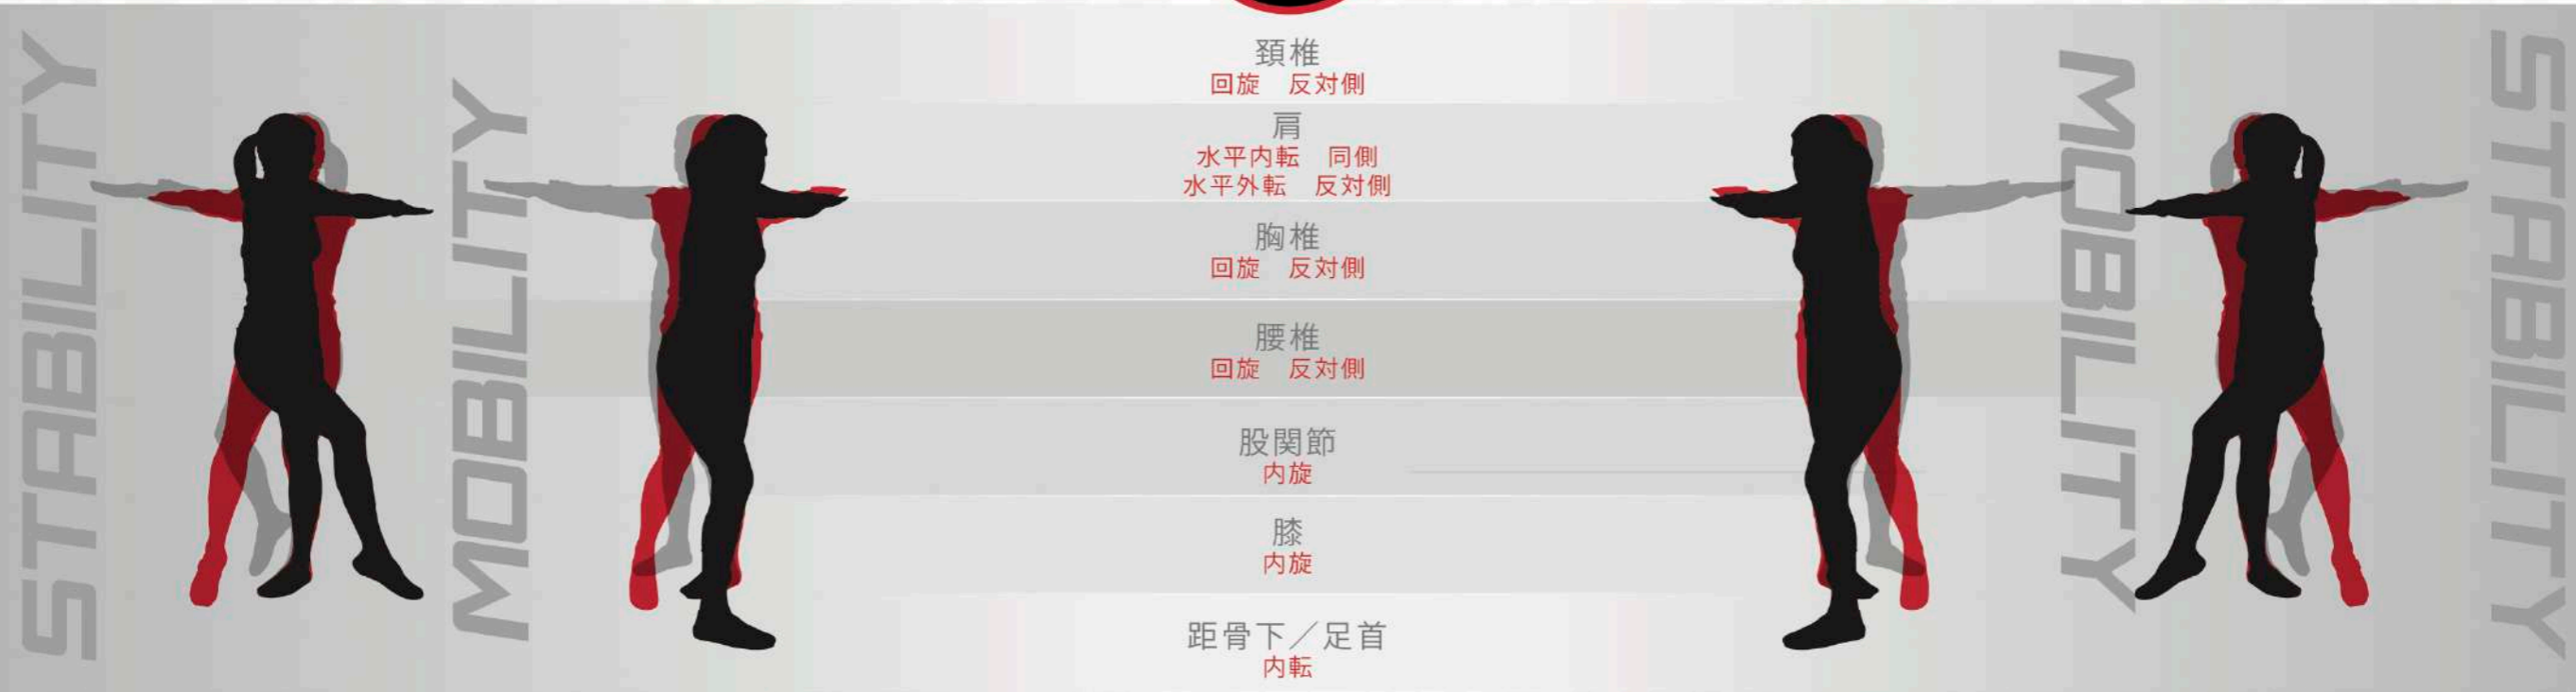 STABILITY
MOBILITY
頚椎
回旋　反対側
肩
水平内転　同側
水平外転　反対側
胸椎
回旋　反対側
腰椎
回旋　反対側
股関節
内旋
膝
内旋
距骨下／足首
内転
MOBILITY
STABILITY